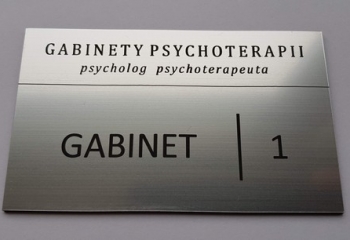 GABINETY PSYCHOTERAPII
psycholog psychoterapeuta
GABINET | 1